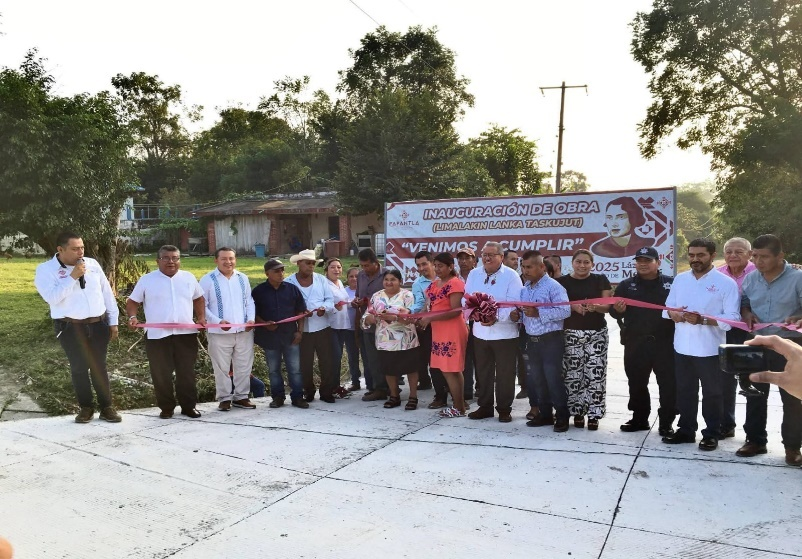 PAPANTLA
INAUGURACIÓN DE OBRA
(LIMALAKIN LANKA TASKUJUT)
"VENIMOS A CUMPLIR"
2025